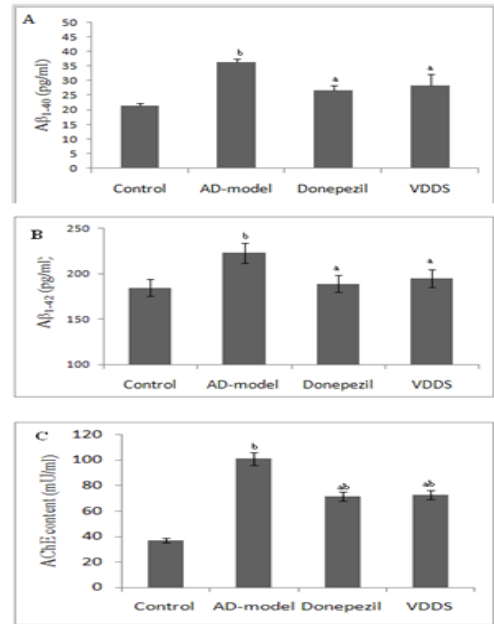 A
Aβ1-40 (pg/ml)
50
45
40
35
30
25
20
15
10
5
0
b
a
a
Control AD-model Donepezil VDDS
B
Aβ1-42 (pg/ml)
250
200
150
100
b
a
a
Control AD-model Donepezil VDDS
C
AChE content (mU/ml)
120
100
80
60
40
20
0
b
ab
ab
Control AD-model Donepezil VDDS